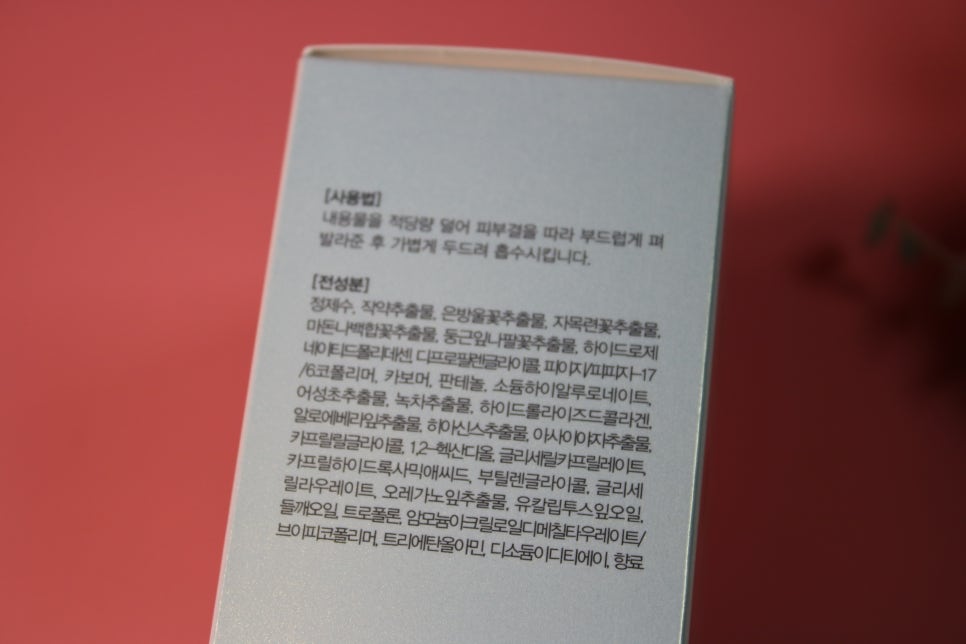 [사용법]
내용물을 적당량 덜어 피부결을 따라 부드럽게 펴
발라준 후 가볍게 두드려 흡수시킵니다.
[전성분]
정제수, 작약추출물, 은방울꽃추출물, 자목련꽃추출물,
마돈나백합꽃추출물, 둥근잎나팔꽃추출물, 하이드로제
네이티드폴리데센, 디프로필렌글라이콜, 피이지/피피지-17
/6코폴리머, 카보머, 판테놀, 소듐하이알루로네이트,
어성초추출물, 녹차추출물, 하이드롤라이즈드콜라겐,
알로에베라잎추출물, 히아신스추출물, 아사이야자추출물,
카프릴릴글라이콜, 1,2-헥산디올, 글리세릴카프릴레이트,
카프릴하이드록사믹애씨드, 부틸렌글라이콜, 글리세
릴라우레이트, 오레가노잎추출물, 유칼립투스잎오일,
들깨오일, 트로폴론, 암모늄아크릴로일디메칠타우레이트/
브이피코폴리머, 트리에탄올아민, 디소듐이디티에이, 향료